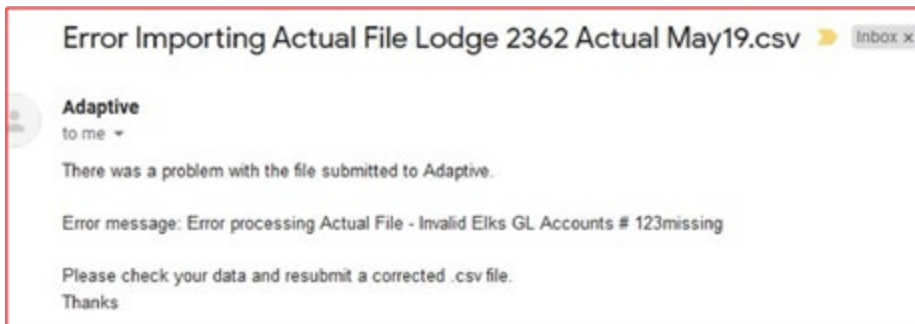 Error Importing Actual File Lodge 2362 Actual May19.csv Inbox x
Adaptive
to me
There was a problem with the file submitted to Adaptive.
Error message: Error processing Actual File - Invalid Elks GL Accounts # 123missing
Please check your data and resubmit a corrected .csv file.
Thanks